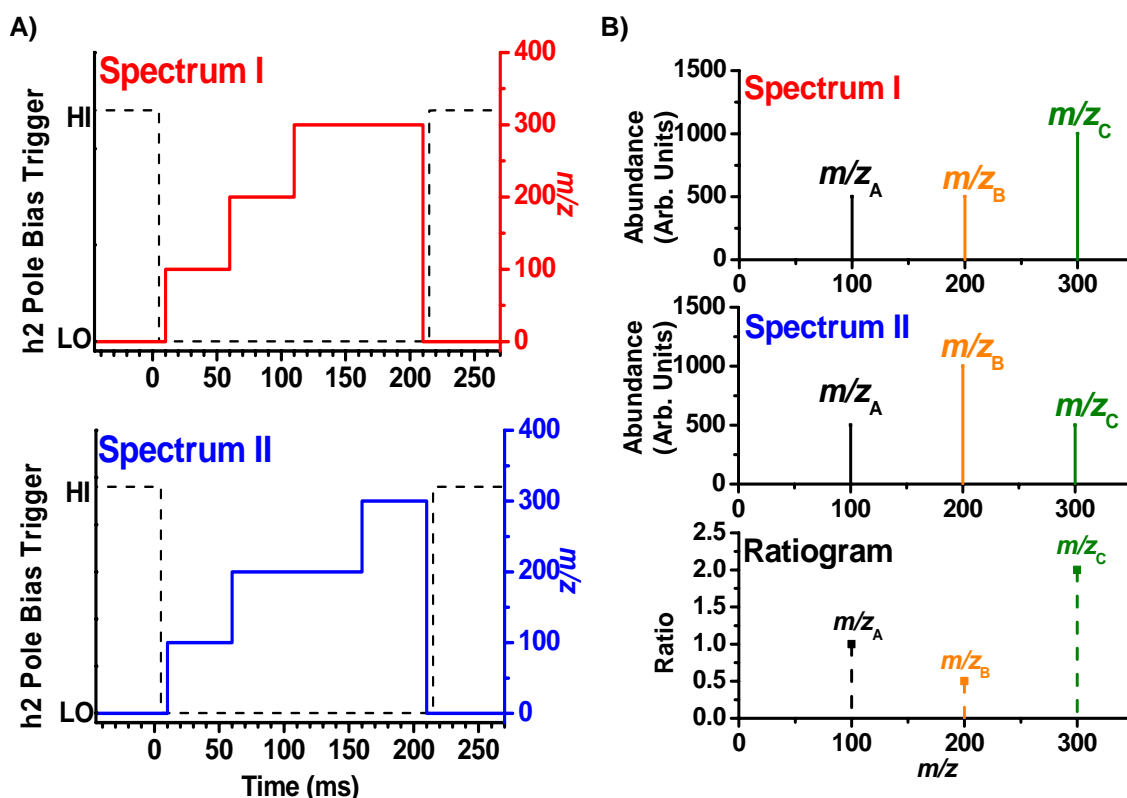 A)
Spectrum I
h2 Pole Bias Trigger
HI
LO
400
300
200
100
0
m/z
0 50 100 150 200 250
Spectrum II
h2 Pole Bias Trigger
HI
LO
400
300
200
100
0
m/z
0 50 100 150 200 250
Time (ms)
B)
Spectrum I
Abundance
(Arb. Units)
1500
1000
500
0
m/zA
m/zB
m/zC
0 100 200 300
Spectrum II
Abundance
(Arb. Units)
1500
1000
500
0
m/zA
m/zB
m/zC
0 100 200 300
Ratiogram
Ratio
2.5
2.0
1.5
1.0
0.5
0.0
m/zA
m/zB
m/zC
0 100 200 300
m/z